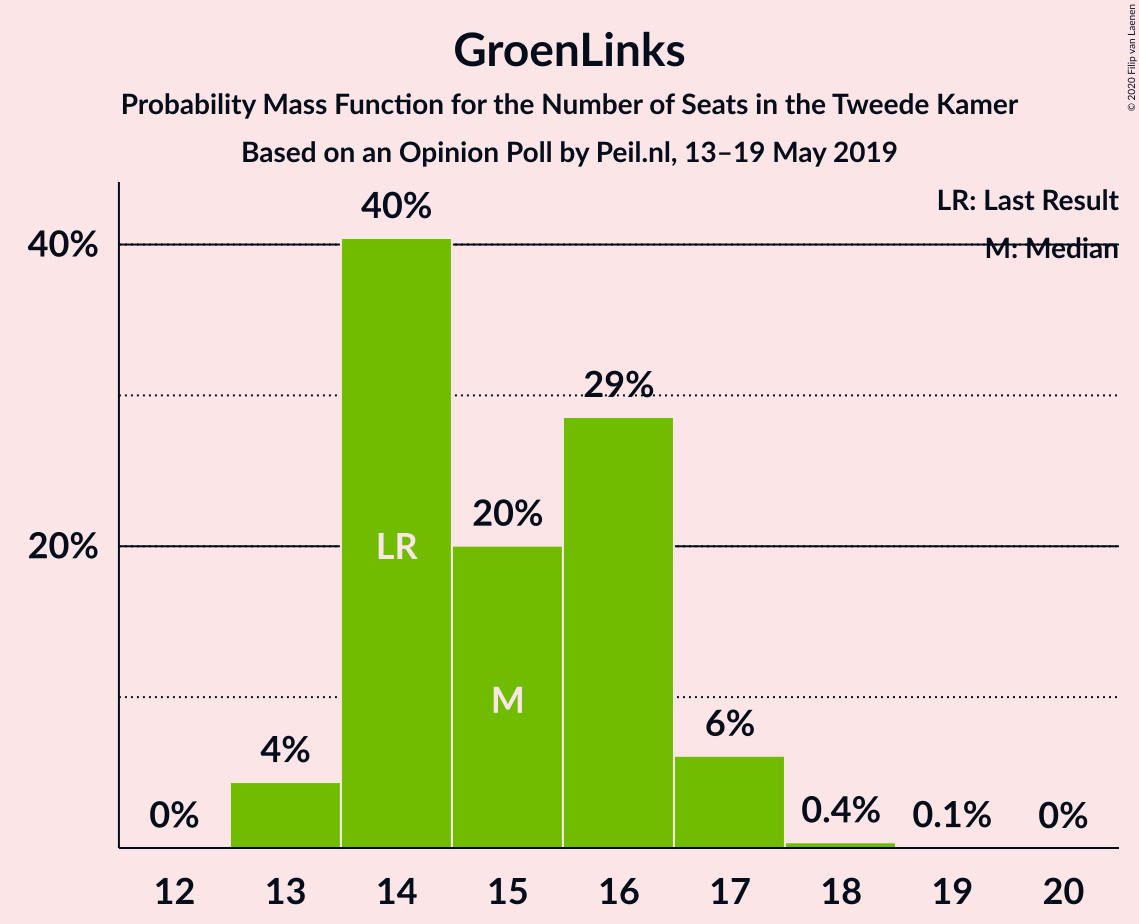 GroenLinks
Probability Mass Function for the Number of Seats in the Tweede Kamer
Based on an Opinion Poll by Peil.nl, 13–19 May 2019
© 2020 Filip van Laenen
LR: Last Result
M: Median
40%
20%
0%
4%
40%
20%
29%
6%
0.4%
0.1%
0%
LR
M
12 13 14 15 16 17 18 19 20